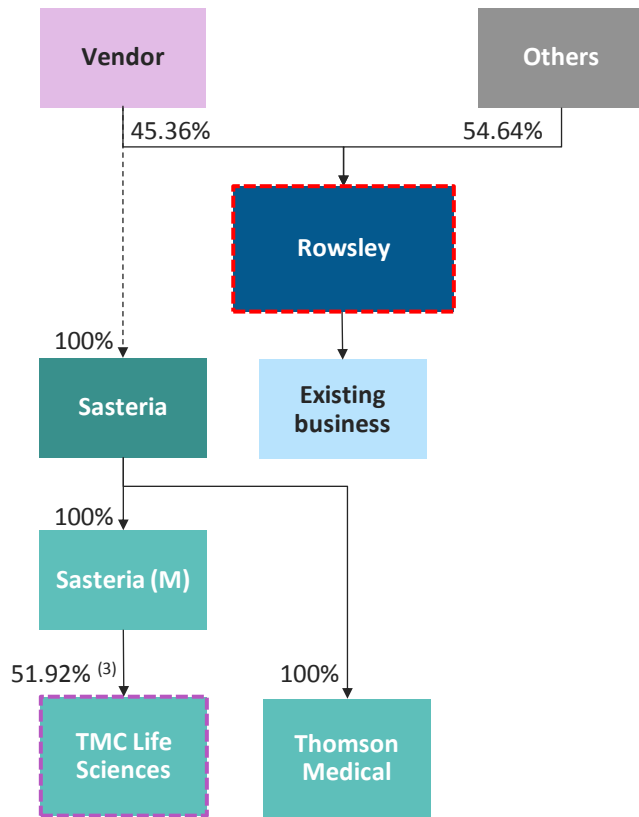 Vendor
Others
45.36%
54.64%
Rowsley
100%
Sasteria
Existing
business
100%
Sasteria (M)
51.92% (3)
100%
TMC Life
Sciences
Thomson
Medical